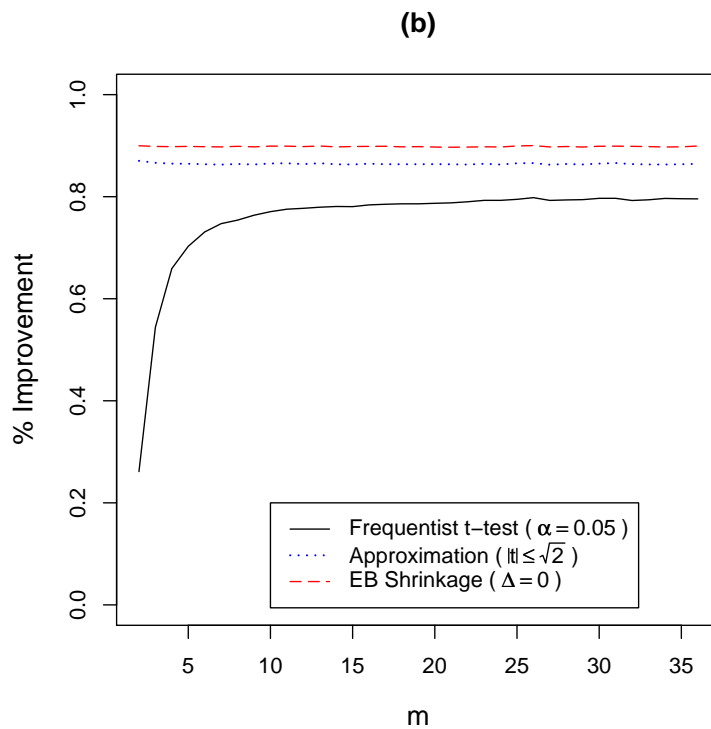 (b)
% Improvement
1.0
0.8
0.6
0.4
0.2
0.0
Frequentist t−test ( α = 0.05 )
Approximation ( |t| ≤ √2 )
EB Shrinkage ( Δ = 0 )
5 10 15 20 25 30 35
m